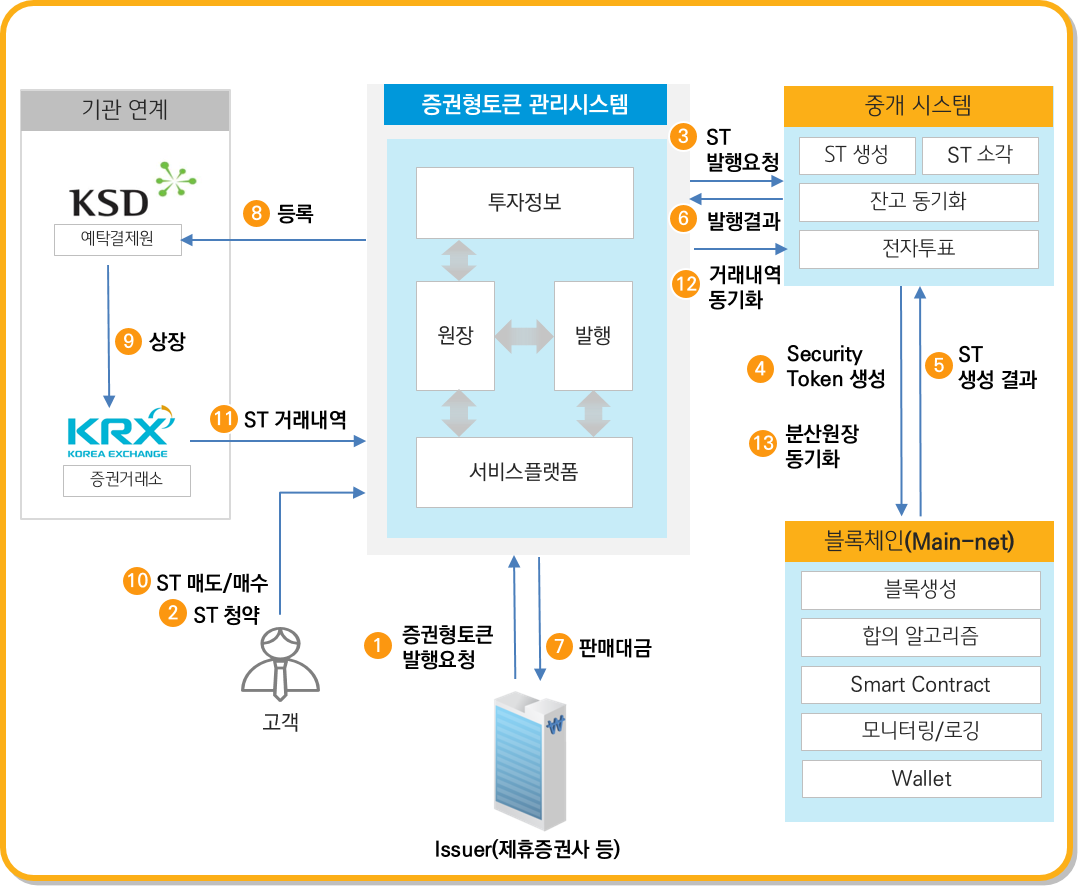 기관 연계
KSD
예탁결제원
9 상장
KRX
KOREA EXCHANGE
증권거래소
8 등록
11 ST 거래내역
10 ST 매도/매수
2 ST 청약
고객
증권형토큰 관리시스템
투자정보
원장
발행
서비스플랫폼
1 증권형토큰
발행요청
7 판매대금
Issuer(제휴증권사 등)
3 ST
발행요청
6 발행결과
12 거래내역
동기화
중개 시스템
ST 생성
ST 소각
잔고 동기화
전자투표
4 Security
Token 생성
5 ST
생성 결과
13 분산원장
동기화
블록체인(Main-net)
블록생성
합의 알고리즘
Smart Contract
모니터링/로깅
Wallet